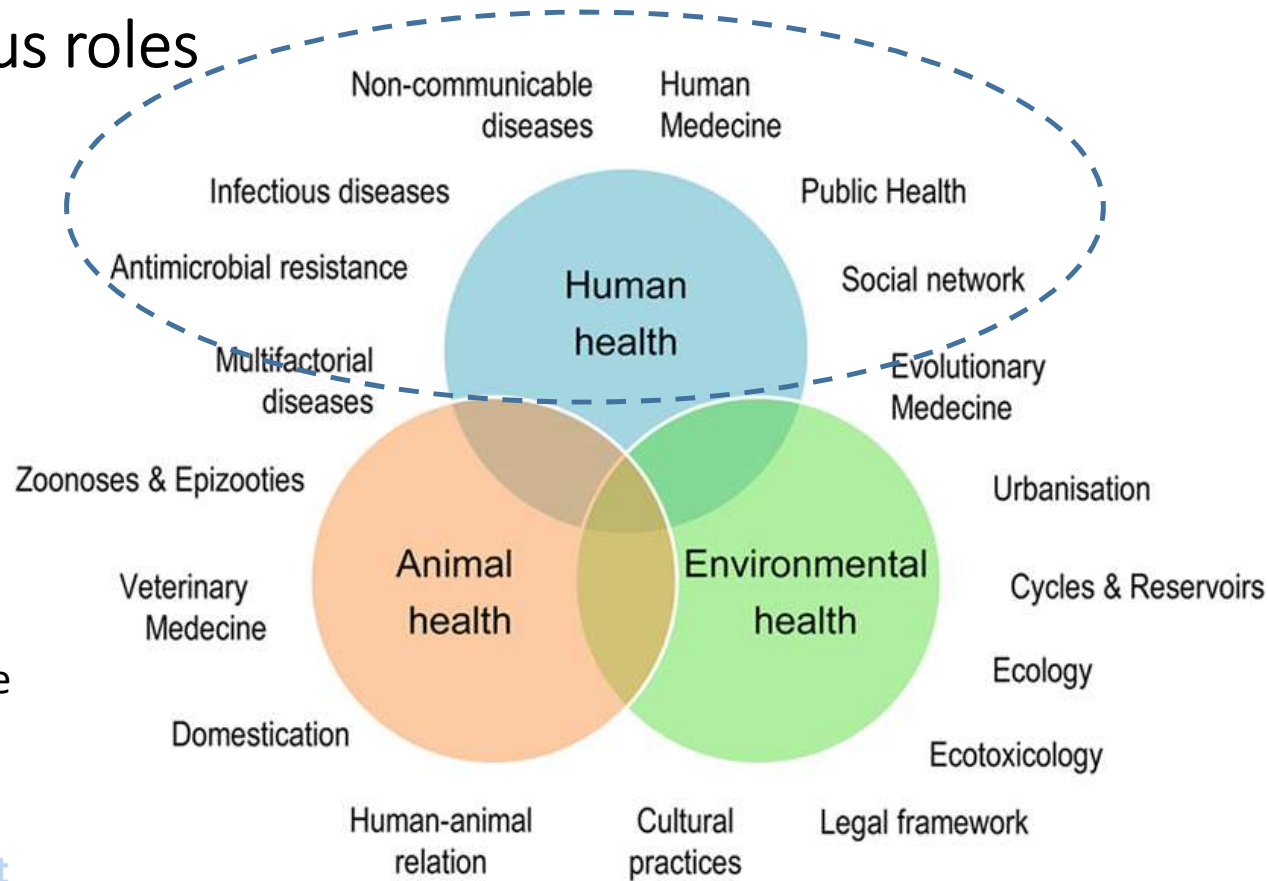 us roles
Non-communicable
diseases
Human
Medecine
Infectious diseases
Public Health
Antimicrobial resistance
Social network
Human
health
Multifactorial
diseases
Evolutionary
Medecine
Zoonoses & Epizooties
Urbanisation
Animal
health
Environmental
health
Veterinary
Medecine
Cycles & Reservoirs
e
Ecology
Domestication
Ecotoxicology
Human-animal
relation
Cultural
practices
Legal framework
t